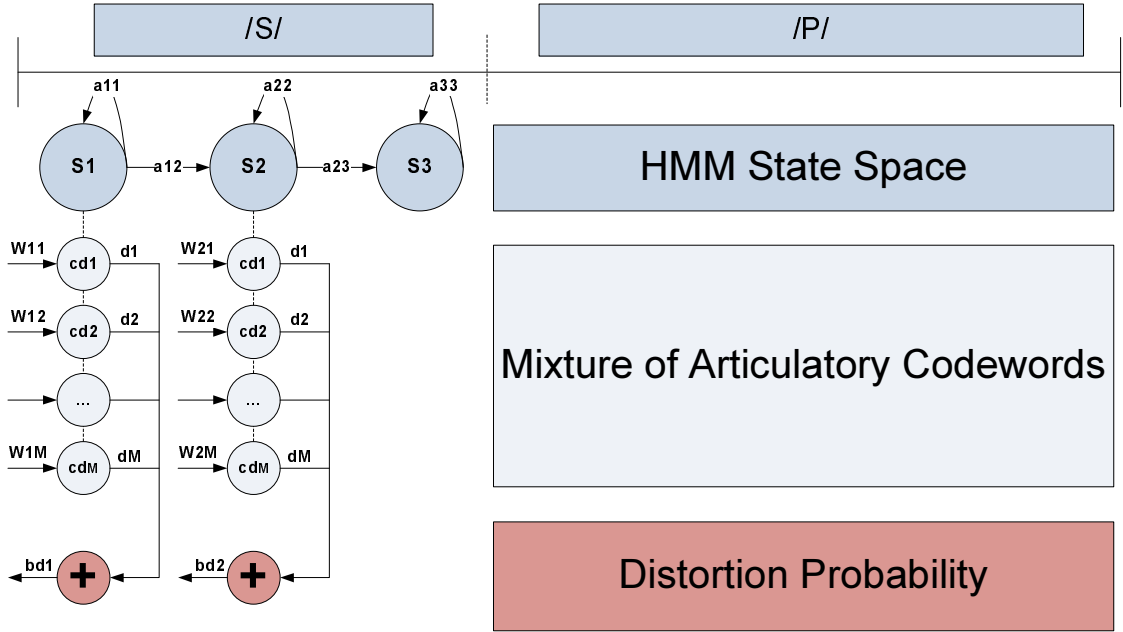 /S/ /P/
a11 a22 a33
S1 a12 S2 a23 S3
HMM State Space
W11 cd1 d1 W21 cd1 d1
W12 cd2 d2 W22 cd2 d2
... ...
Mixture of Articulatory Codewords
W1M cdM dM W2M cdM dM
bd1 + bd2 +
Distortion Probability